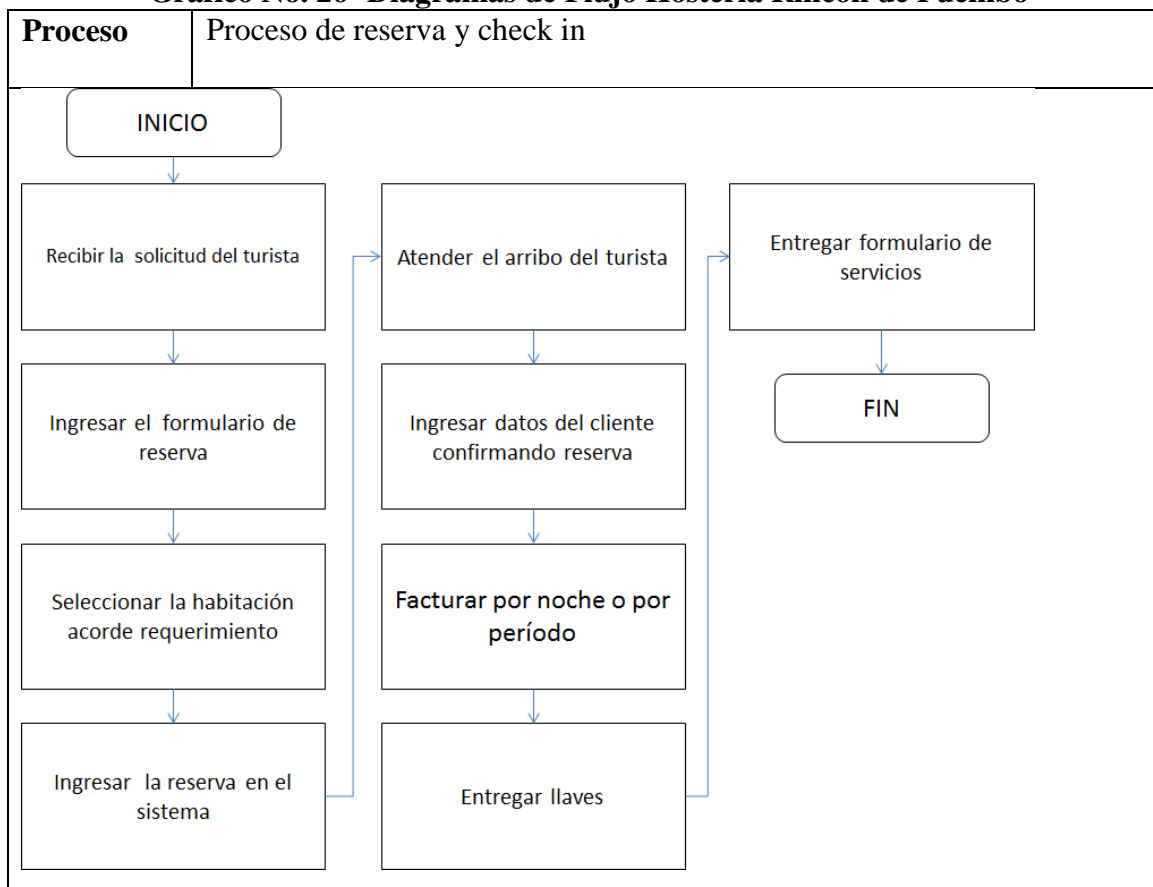 Proceso
Proceso de reserva y check in
INICIO
Recibir la solicitud del turista
Ingresar el formulario de
reserva
Seleccionar la habitación
acorde requerimiento
Ingresar la reserva en el
sistema
Atender el arribo del turista
Ingresar datos del cliente
confirmando reserva
Facturar por noche o por
período
Entregar llaves
Entregar formulario de
servicios
FIN